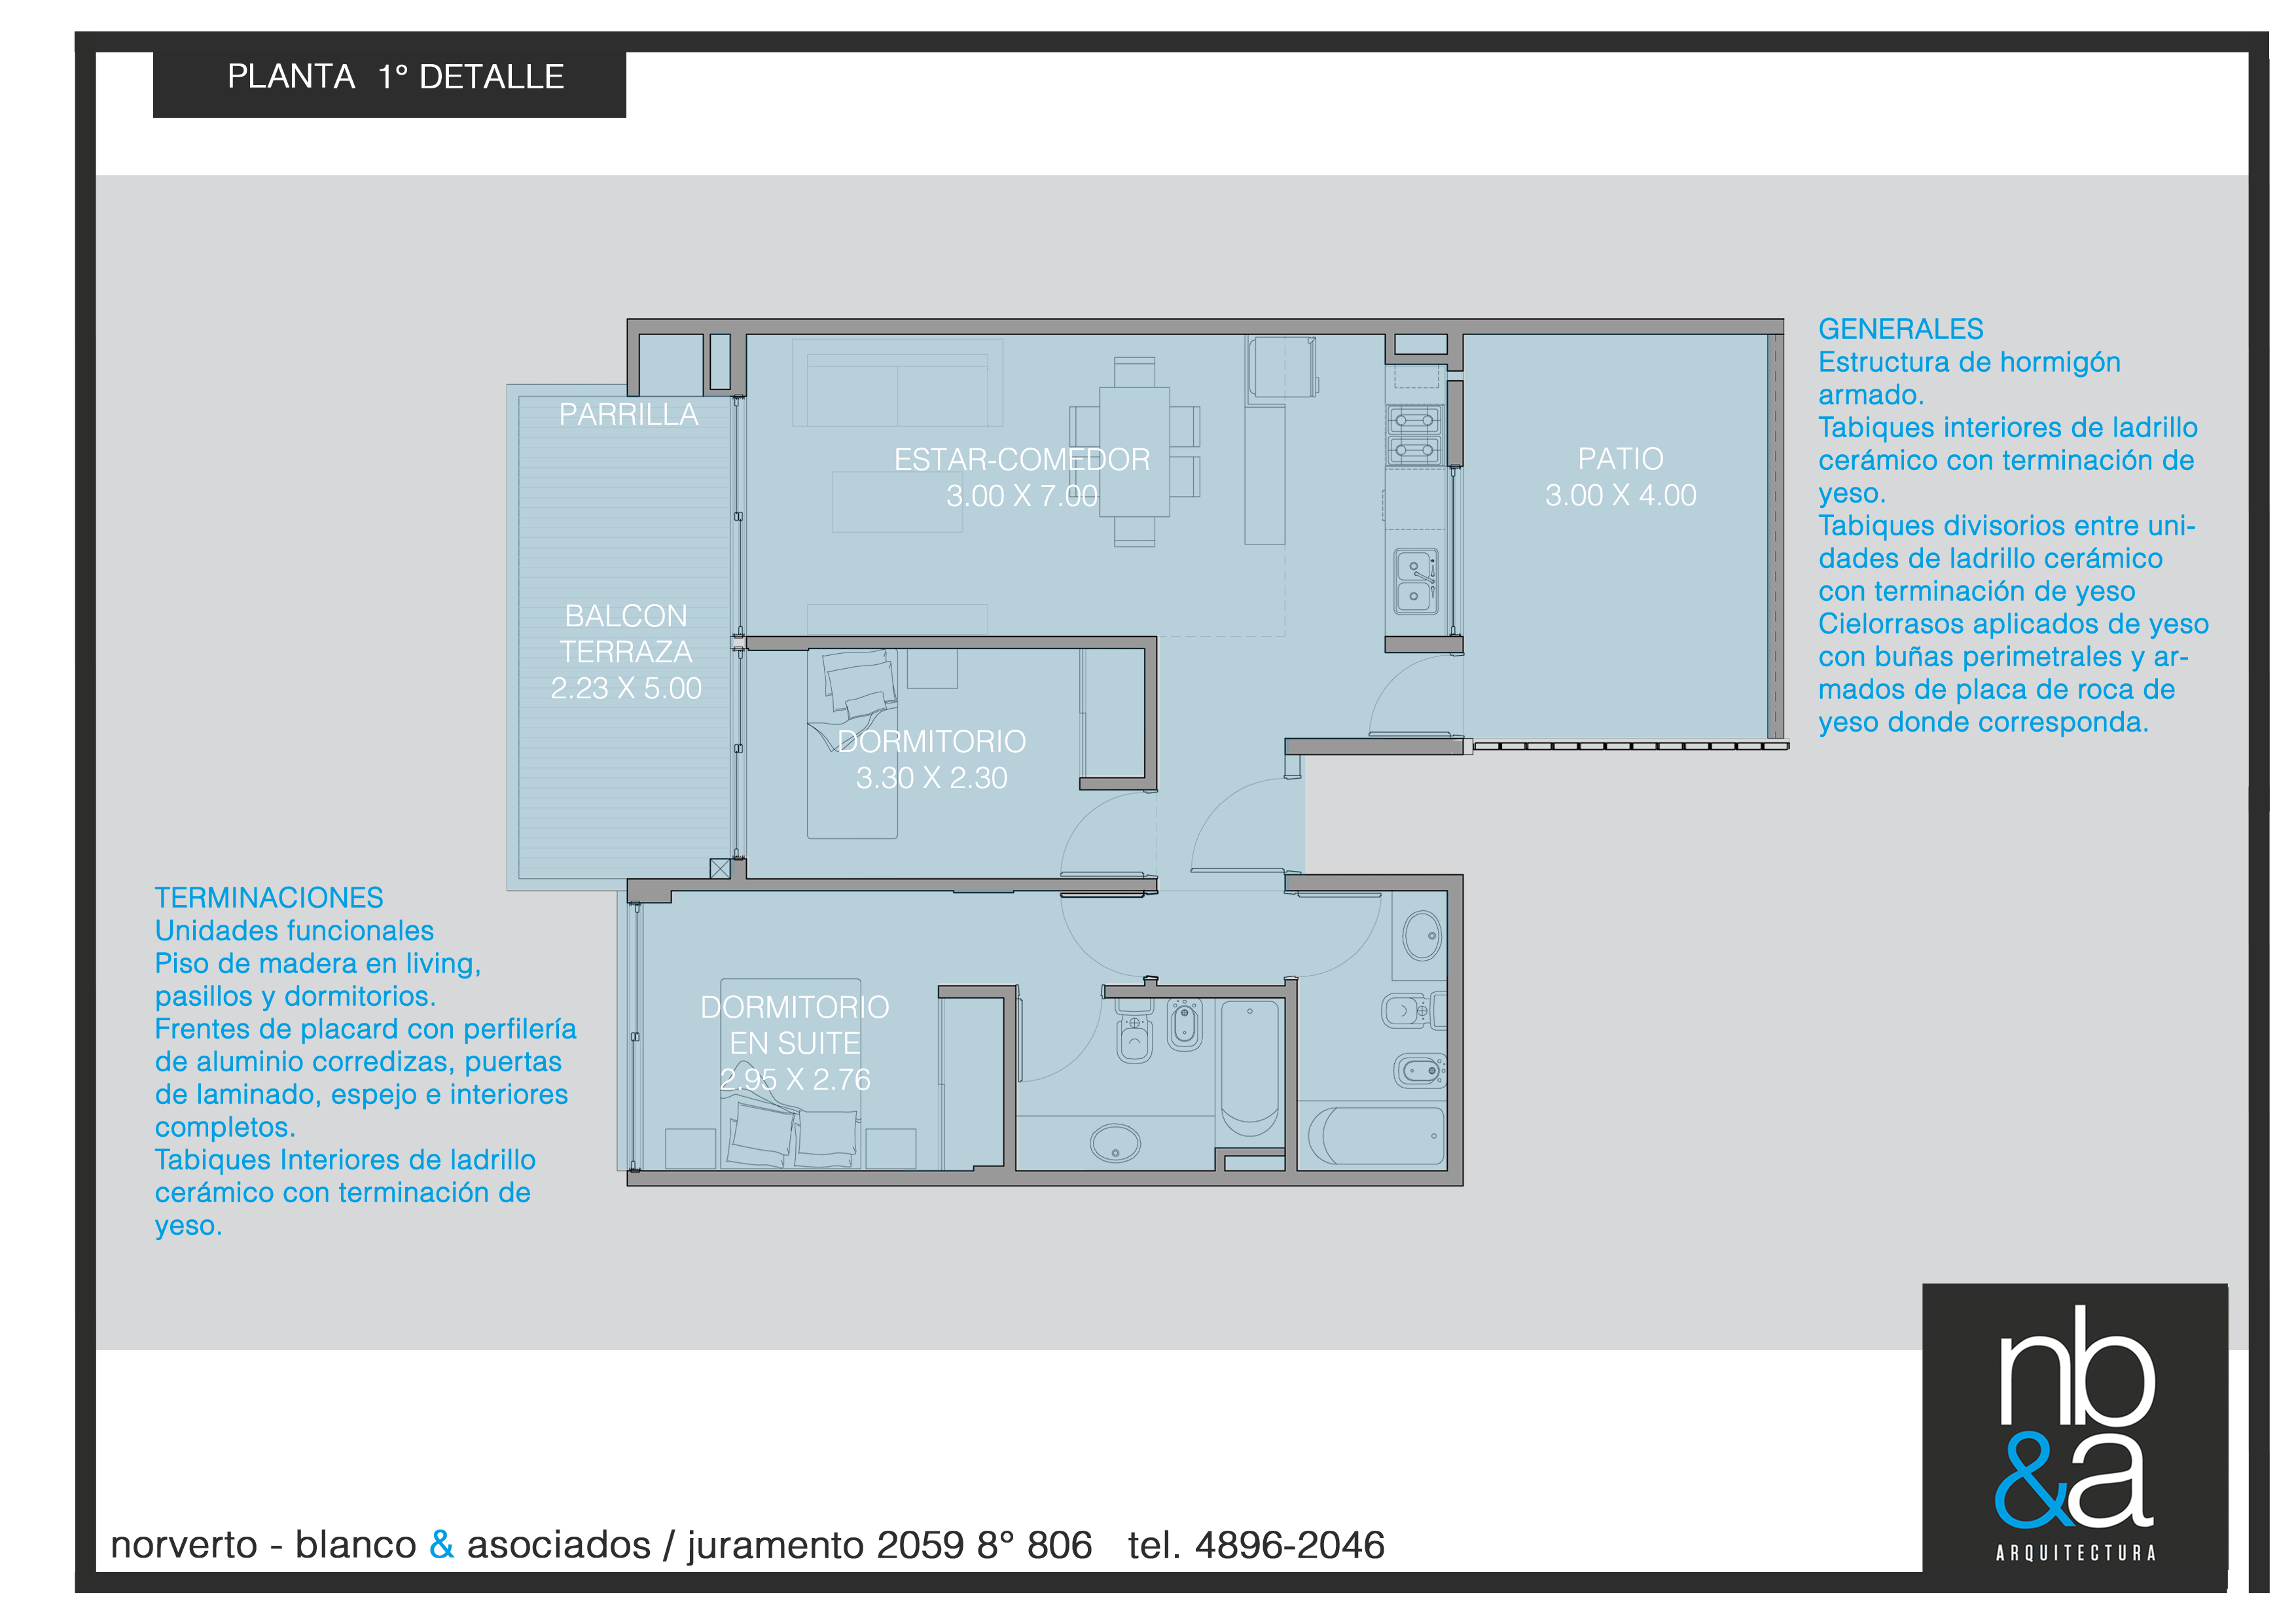 PLANTA 1° DETALLE
PARRILLA
ESTAR-COMEDOR
3.00 X 7.00
PATIO
3.00 X 4.00
BALCON
TERRAZA
2.23 X 5.00
DORMITORIO
3.30 X 2.30
DORMITORIO
EN SUITE
2.95 X 2.76
GENERALES
Estructura de hormigón
armado.
Tabiques interiores de ladrillo
cerámico con terminación de
yeso.
Tabiques divisorios entre uni-
dades de ladrillo cerámico
con terminación de yeso
Cielorrasos aplicados de yeso
con buñas perimetrales y ar-
mados de placa de roca de
yeso donde corresponda.
TERMINACIONES
Unidades funcionales
Piso de madera en living,
pasillos y dormitorios.
Frentes de placard con perfilería
de aluminio corredizas, puertas
de laminado, espejo e interiores
completos.
Tabiques Interiores de ladrillo
cerámico con terminación de
yeso.
nb
&a
ARQUITECTURA
norverto - blanco & asociados / juramento 2059 8° 806 tel. 4896-2046